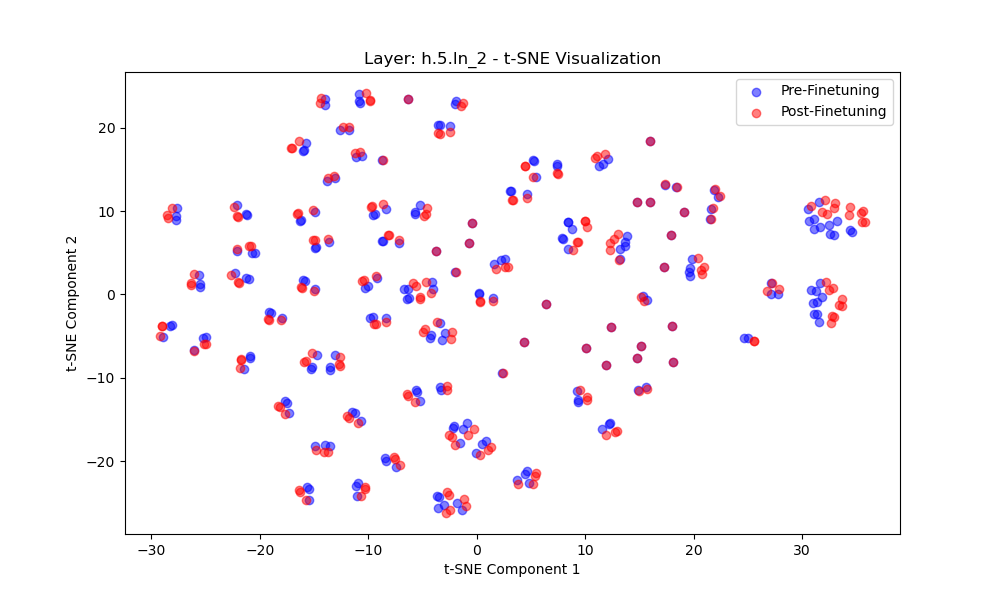 Layer: h.5.ln_2 - t-SNE Visualization
Pre-Finetuning
Post-Finetuning
t-SNE Component 2
20
10
0
−10
−20
−30
−20
−10
0
10
20
30
t-SNE Component 1